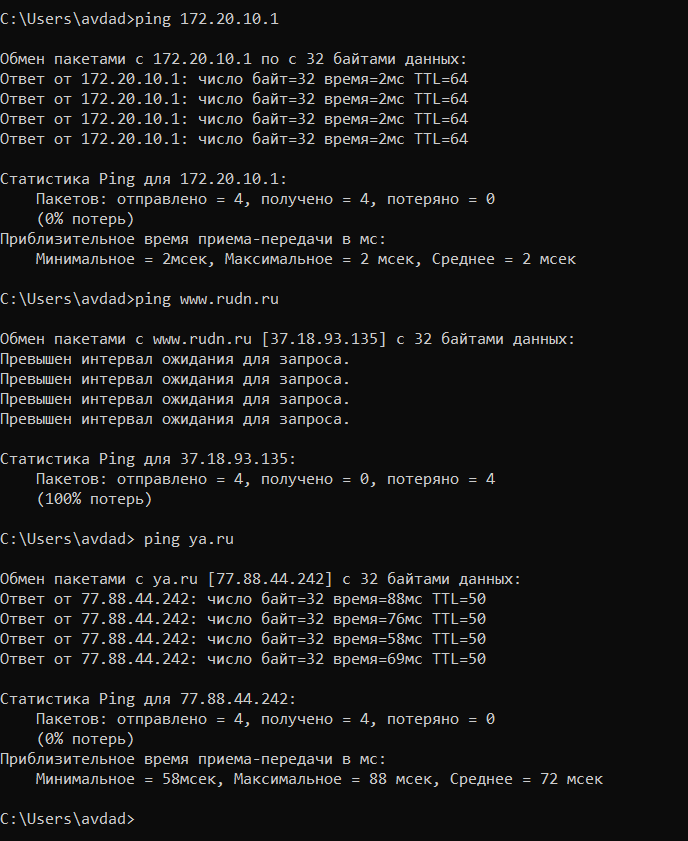 C:\Users\avdad>ping 172.20.10.1
Обмен пакетами с 172.20.10.1 по с 32 байтами данных:
Ответ от 172.20.10.1: число байт=32 время=2мс TTL=64
Ответ от 172.20.10.1: число байт=32 время=2мс TTL=64
Ответ от 172.20.10.1: число байт=32 время=2мс TTL=64
Ответ от 172.20.10.1: число байт=32 время=2мс TTL=64
Статистика Ping для 172.20.10.1:
Пакетов: отправлено = 4, получено = 4, потеряно = 0
(0% потерь)
Приблизительное время приема-передачи в мс:
Минимальное = 2мсек, Максимальное = 2 мсек, Среднее = 2 мсек
C:\Users\avdad>ping www.rudn.ru
Обмен пакетами с www.rudn.ru [37.18.93.135] с 32 байтами данных:
Превышен интервал ожидания для запроса.
Превышен интервал ожидания для запроса.
Превышен интервал ожидания для запроса.
Превышен интервал ожидания для запроса.
Статистика Ping для 37.18.93.135:
Пакетов: отправлено = 4, получено = 0, потеряно = 4
(100% потерь)
C:\Users\avdad> ping ya.ru
Обмен пакетами с ya.ru [77.88.44.242] с 32 байтами данных:
Ответ от 77.88.44.242: число байт=32 время=88мс TTL=50
Ответ от 77.88.44.242: число байт=32 время=76мс TTL=50
Ответ от 77.88.44.242: число байт=32 время=58мс TTL=50
Ответ от 77.88.44.242: число байт=32 время=69мс TTL=50
Статистика Ping для 77.88.44.242:
Пакетов: отправлено = 4, получено = 4, потеряно = 0
(0% потерь)
Приблизительное время приема-передачи в мс:
Минимальное = 58мсек, Максимальное = 88 мсек, Среднее = 72 мсек
C:\Users\avdad>